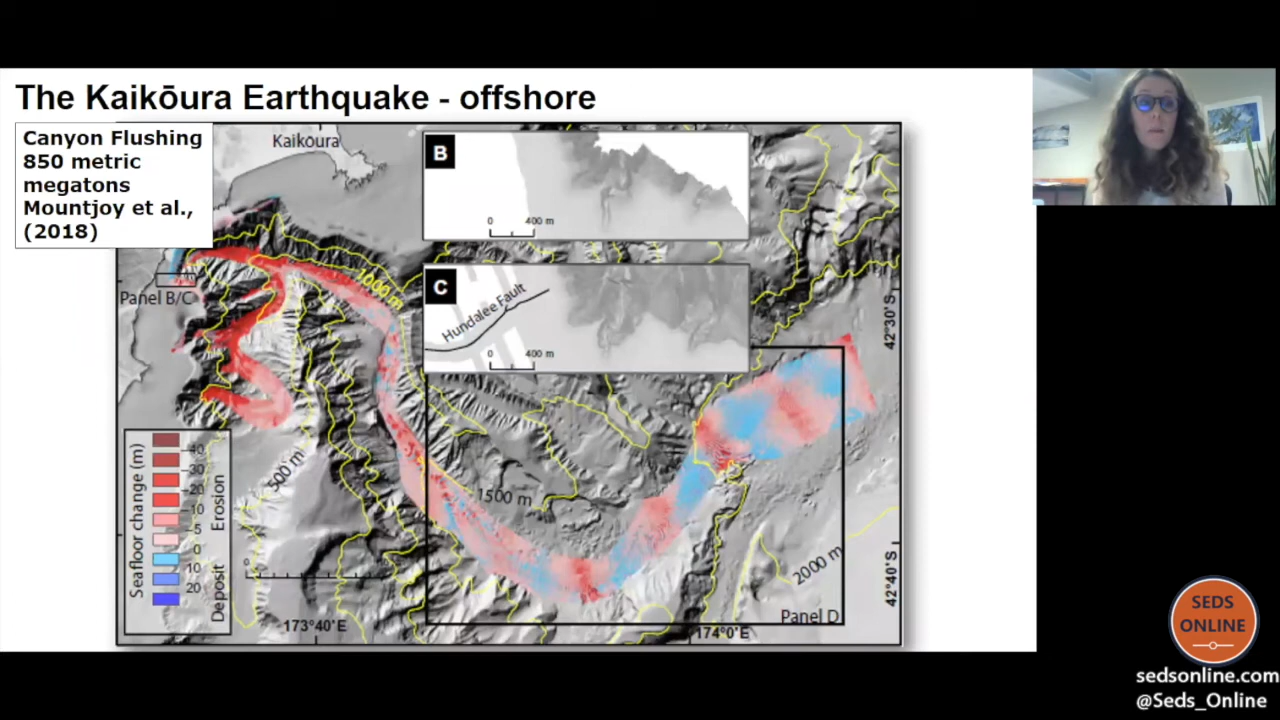 The Kaikōura Earthquake - offshore
Canyon Flushing
850 metric
megatons
Mountjoy et al.,
(2018)
Kaikōura
B
0 400 m
C
Hundalee Fault
0 400 m
Panel B/C
1000 m
500 m
1500 m
2000 m
42°30'S
42°40'S
173°40'E
174°0'E
Panel D
Seafloor change (m)
40
30
20
10
5
0
10
20
Erosion
Deposit
0
SEDS
ONLINE
sedsonline.com
@Seds_Online